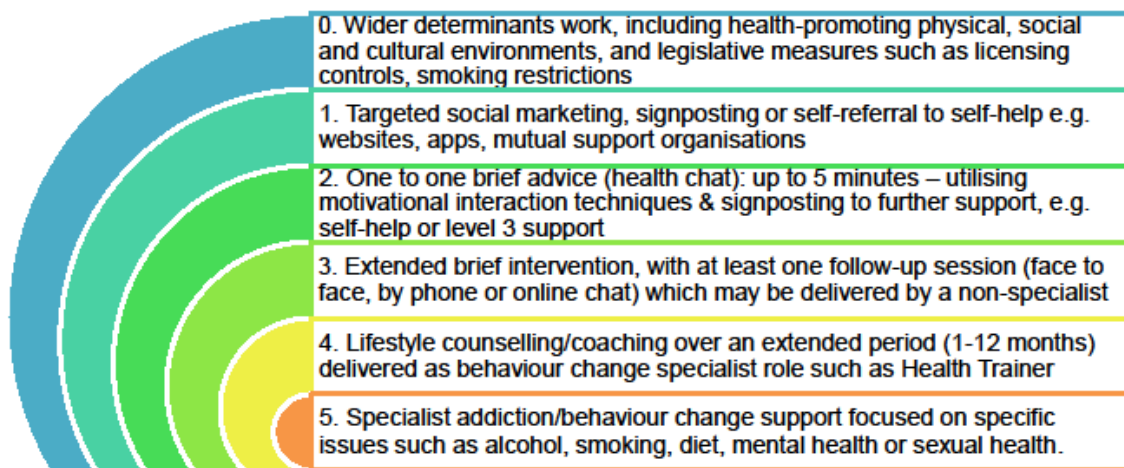 0. Wider determinants work, including health-promoting physical, social
and cultural environments, and legislative measures such as licensing
controls, smoking restrictions
1. Targeted social marketing, signposting or self-referral to self-help e.g.
websites, apps, mutual support organisations
2. One to one brief advice (health chat): up to 5 minutes – utilising
motivational interaction techniques & signposting to further support, e.g.
self-help or level 3 support
3. Extended brief intervention, with at least one follow-up session (face to
face, by phone or online chat) which may be delivered by a non-specialist
4. Lifestyle counselling/coaching over an extended period (1-12 months)
delivered as behaviour change specialist role such as Health Trainer
5. Specialist addiction/behaviour change support focused on specific
issues such as alcohol, smoking, diet, mental health or sexual health.